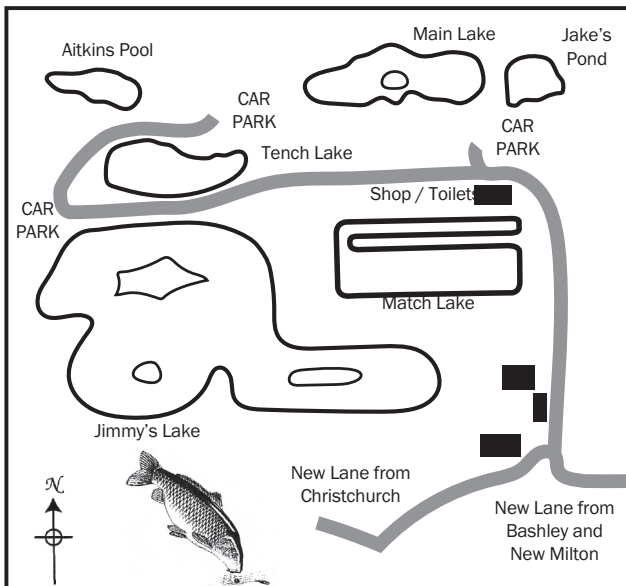 Aitkins Pool
Main Lake
Jake's
Pond
CAR
PARK
CAR
PARK
Tench Lake
Shop / Toilets
CAR
PARK
Match Lake
Jimmy's Lake
New Lane from
Christchurch
New Lane from
Bashley and
New Milton
N